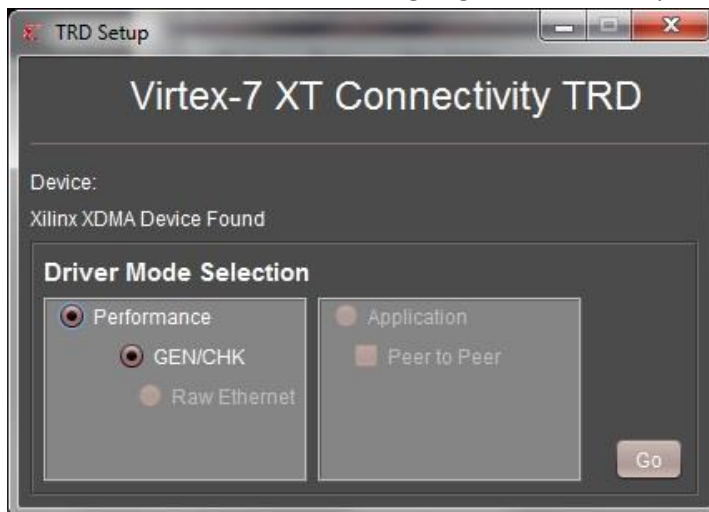 TRD Setup
Virtex-7 XT Connectivity TRD
Device:
Xilinx XDMA Device Found
Driver Mode Selection
Performance
GEN/CHK
Raw Ethernet
Application
Peer to Peer
Go